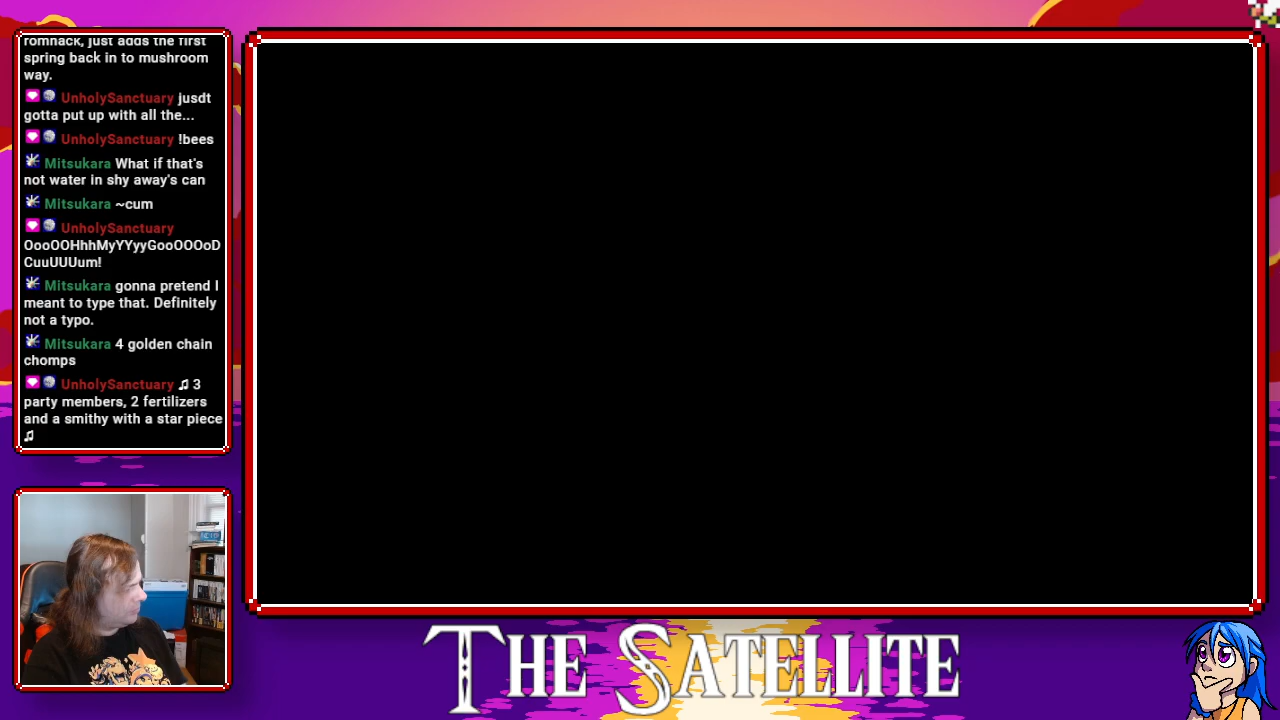 romhack, just adds the first
spring back in to mushroom
way.
UnholySanctuary jusdt
gotta put up with all the...
UnholySanctuary !bees
Mitsukara What if that's
not water in shy away's can
Mitsukara ~cum
UnholySanctuary
OooOOHhhMyYYyyGooOOOoD
CuuUUUum!
Mitsukara gonna pretend I
meant to type that. Definitely
not a typo.
Mitsukara 4 golden chain
chomps
UnholySanctuary ♫ 3
party members, 2 fertilizers
and a smithy with a star piece
♫
THE SATELLITE